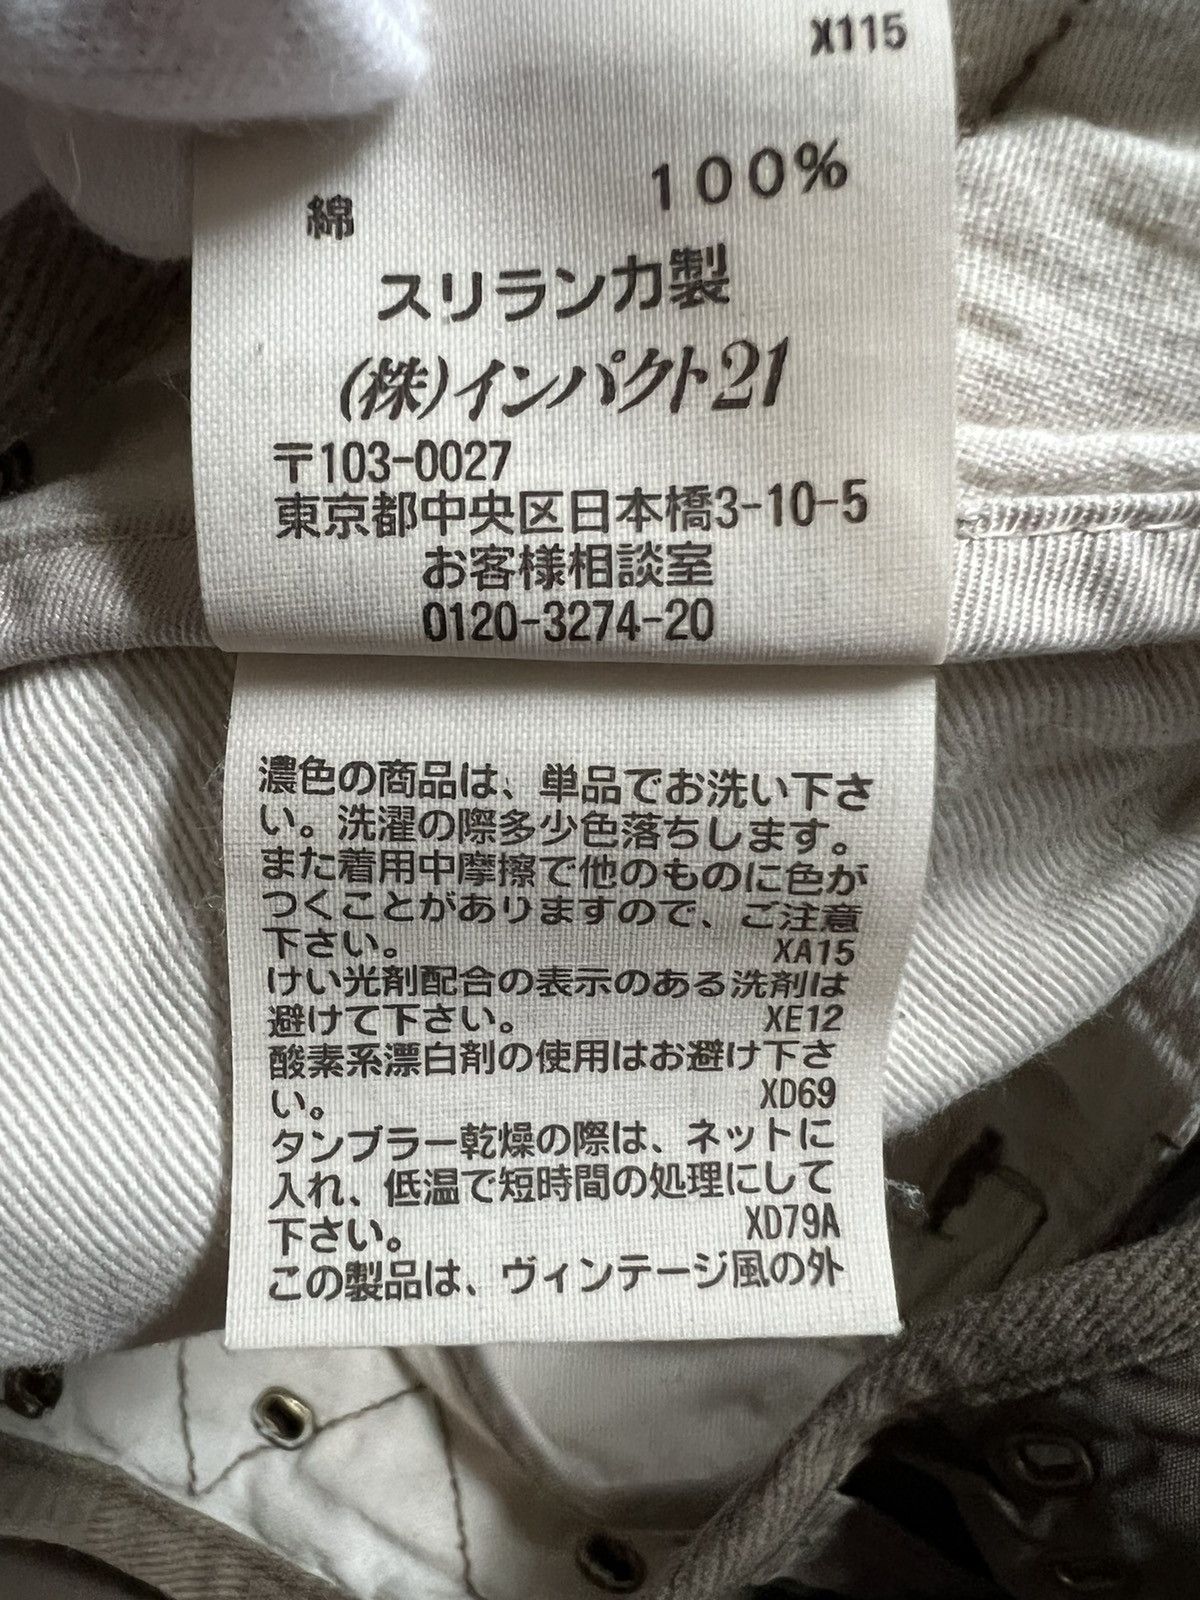 X115
綿 100%
スリランカ製
(株)インパクト21
〒103-0027
東京都中央区日本橋3-10-5
お客様相談室
0120-3274-20
濃色の商品は、単品でお洗い下さ
い。洗濯の際多少色落ちします。
また着用中摩擦で他のものに色が
つくことがありますので、ご注意
下さい。 XA15
けい光剤配合の表示のある洗剤は
避けて下さい。 XE12
酸素系漂白剤の使用はお避け下さ
い。 XD69
タンブラー乾燥の際は、ネットに
入れ、低温で短時間の処理にして
下さい。 XD79A
この製品は、ヴィンテージ風の外